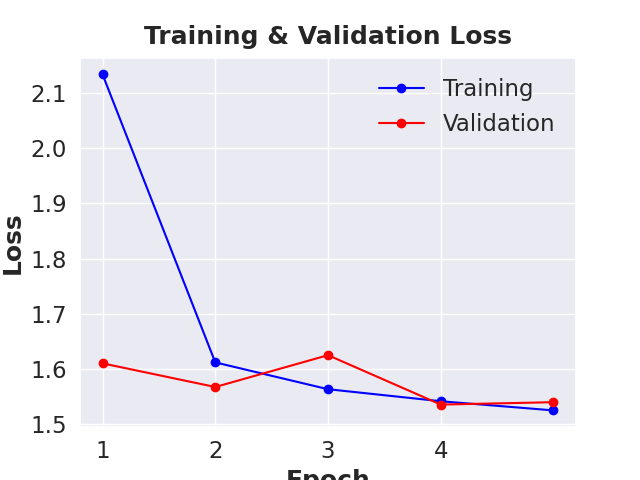 Training & Validation Loss
Training
Validation
Loss
2.1
2.0
1.9
1.8
1.7
1.6
1.5
1 2 3 4
Epoch